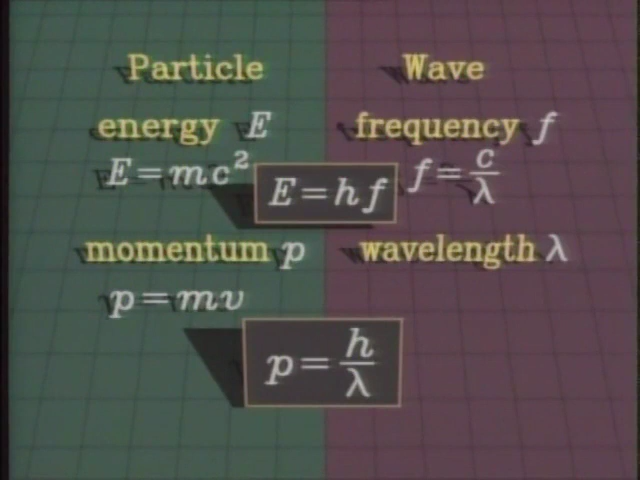 Particle Wave
energy E frequency f
E=mc² f=c/λ
E=hf
momentum p wavelength λ
p=mv
p=h/λ